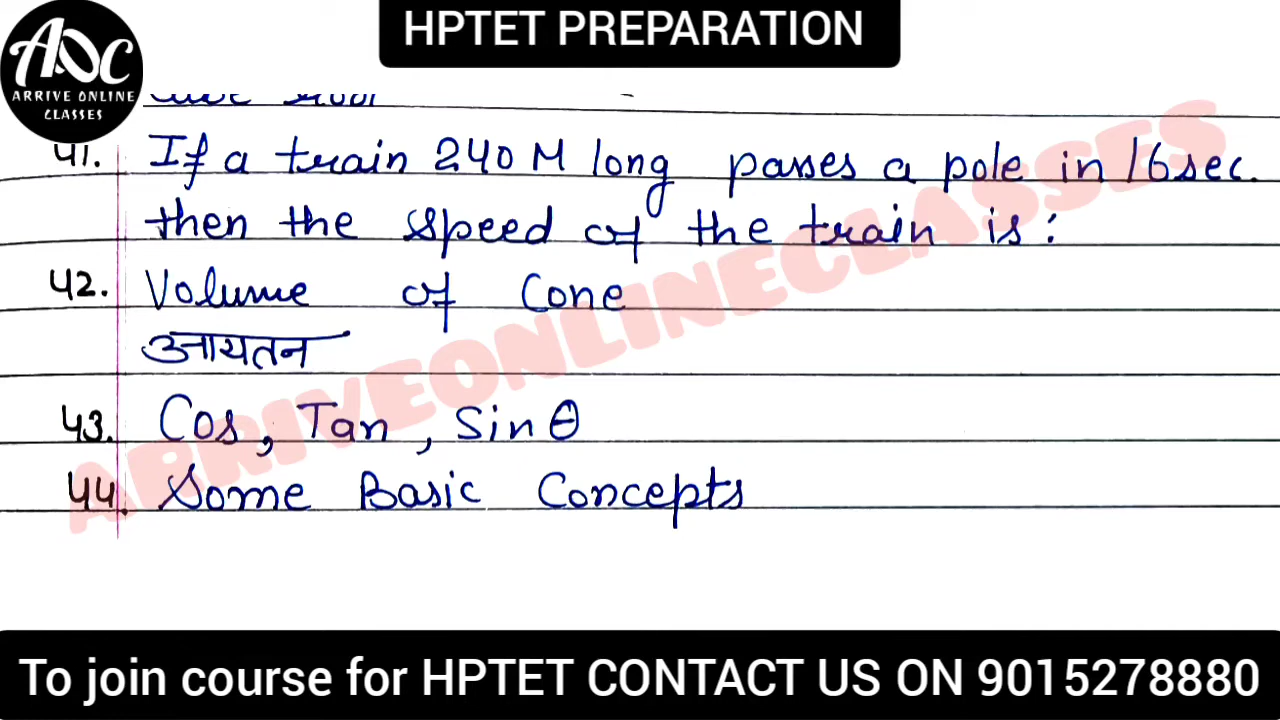 HPTET PREPARATION
ADC
ARRIVE ONLINE
CLASSES
41. If a train 240 M long passes a pole in 16 sec.
then the speed of the train is:
42. Volume of Cone
आयतन
43. Cos, Tan, Sin θ
44. Some Basic Concepts
ARRIVEONLINECLASSES
To join course for HPTET CONTACT US ON 9015278880